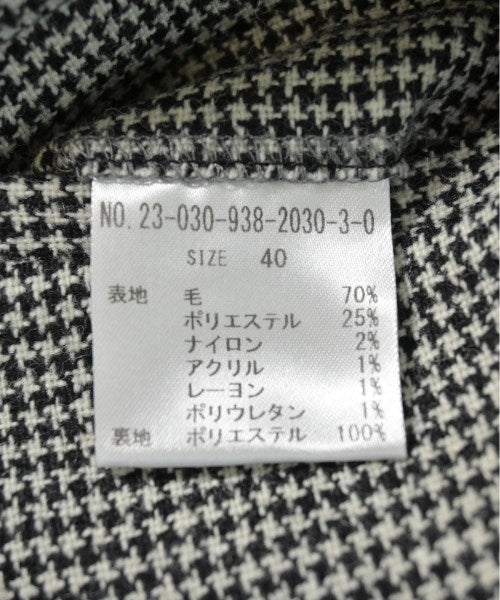 NO. 23-030-938-2030-3-0
SIZE 40
表地 毛 70%
ポリエステル 25%
ナイロン 2%
アクリル 1%
レーヨン 1%
ポリウレタン 1%
裏地 ポリエステル 100%